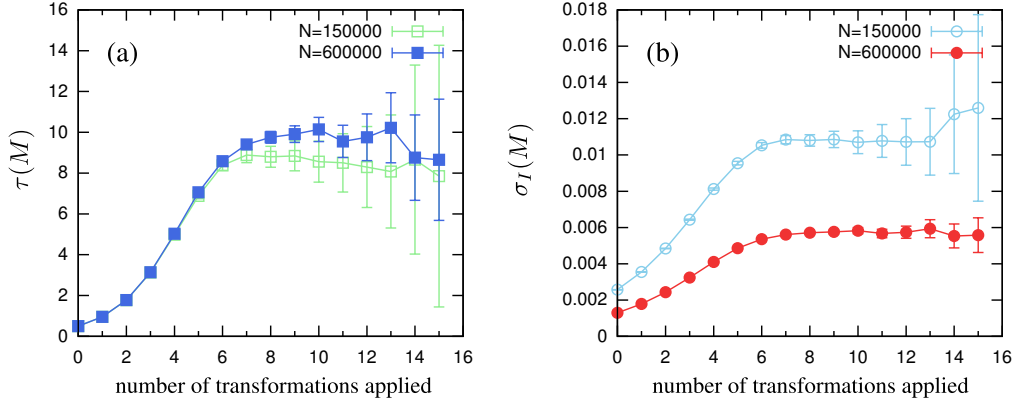 (a)
N=150000
N=600000
τ(M)
16
14
12
10
8
6
4
2
0
0 2 4 6 8 10 12 14 16
number of transformations applied
(b)
N=150000
N=600000
σ_I(M)
0.018
0.016
0.014
0.012
0.010
0.008
0.006
0.004
0.002
0
0 2 4 6 8 10 12 14 16
number of transformations applied